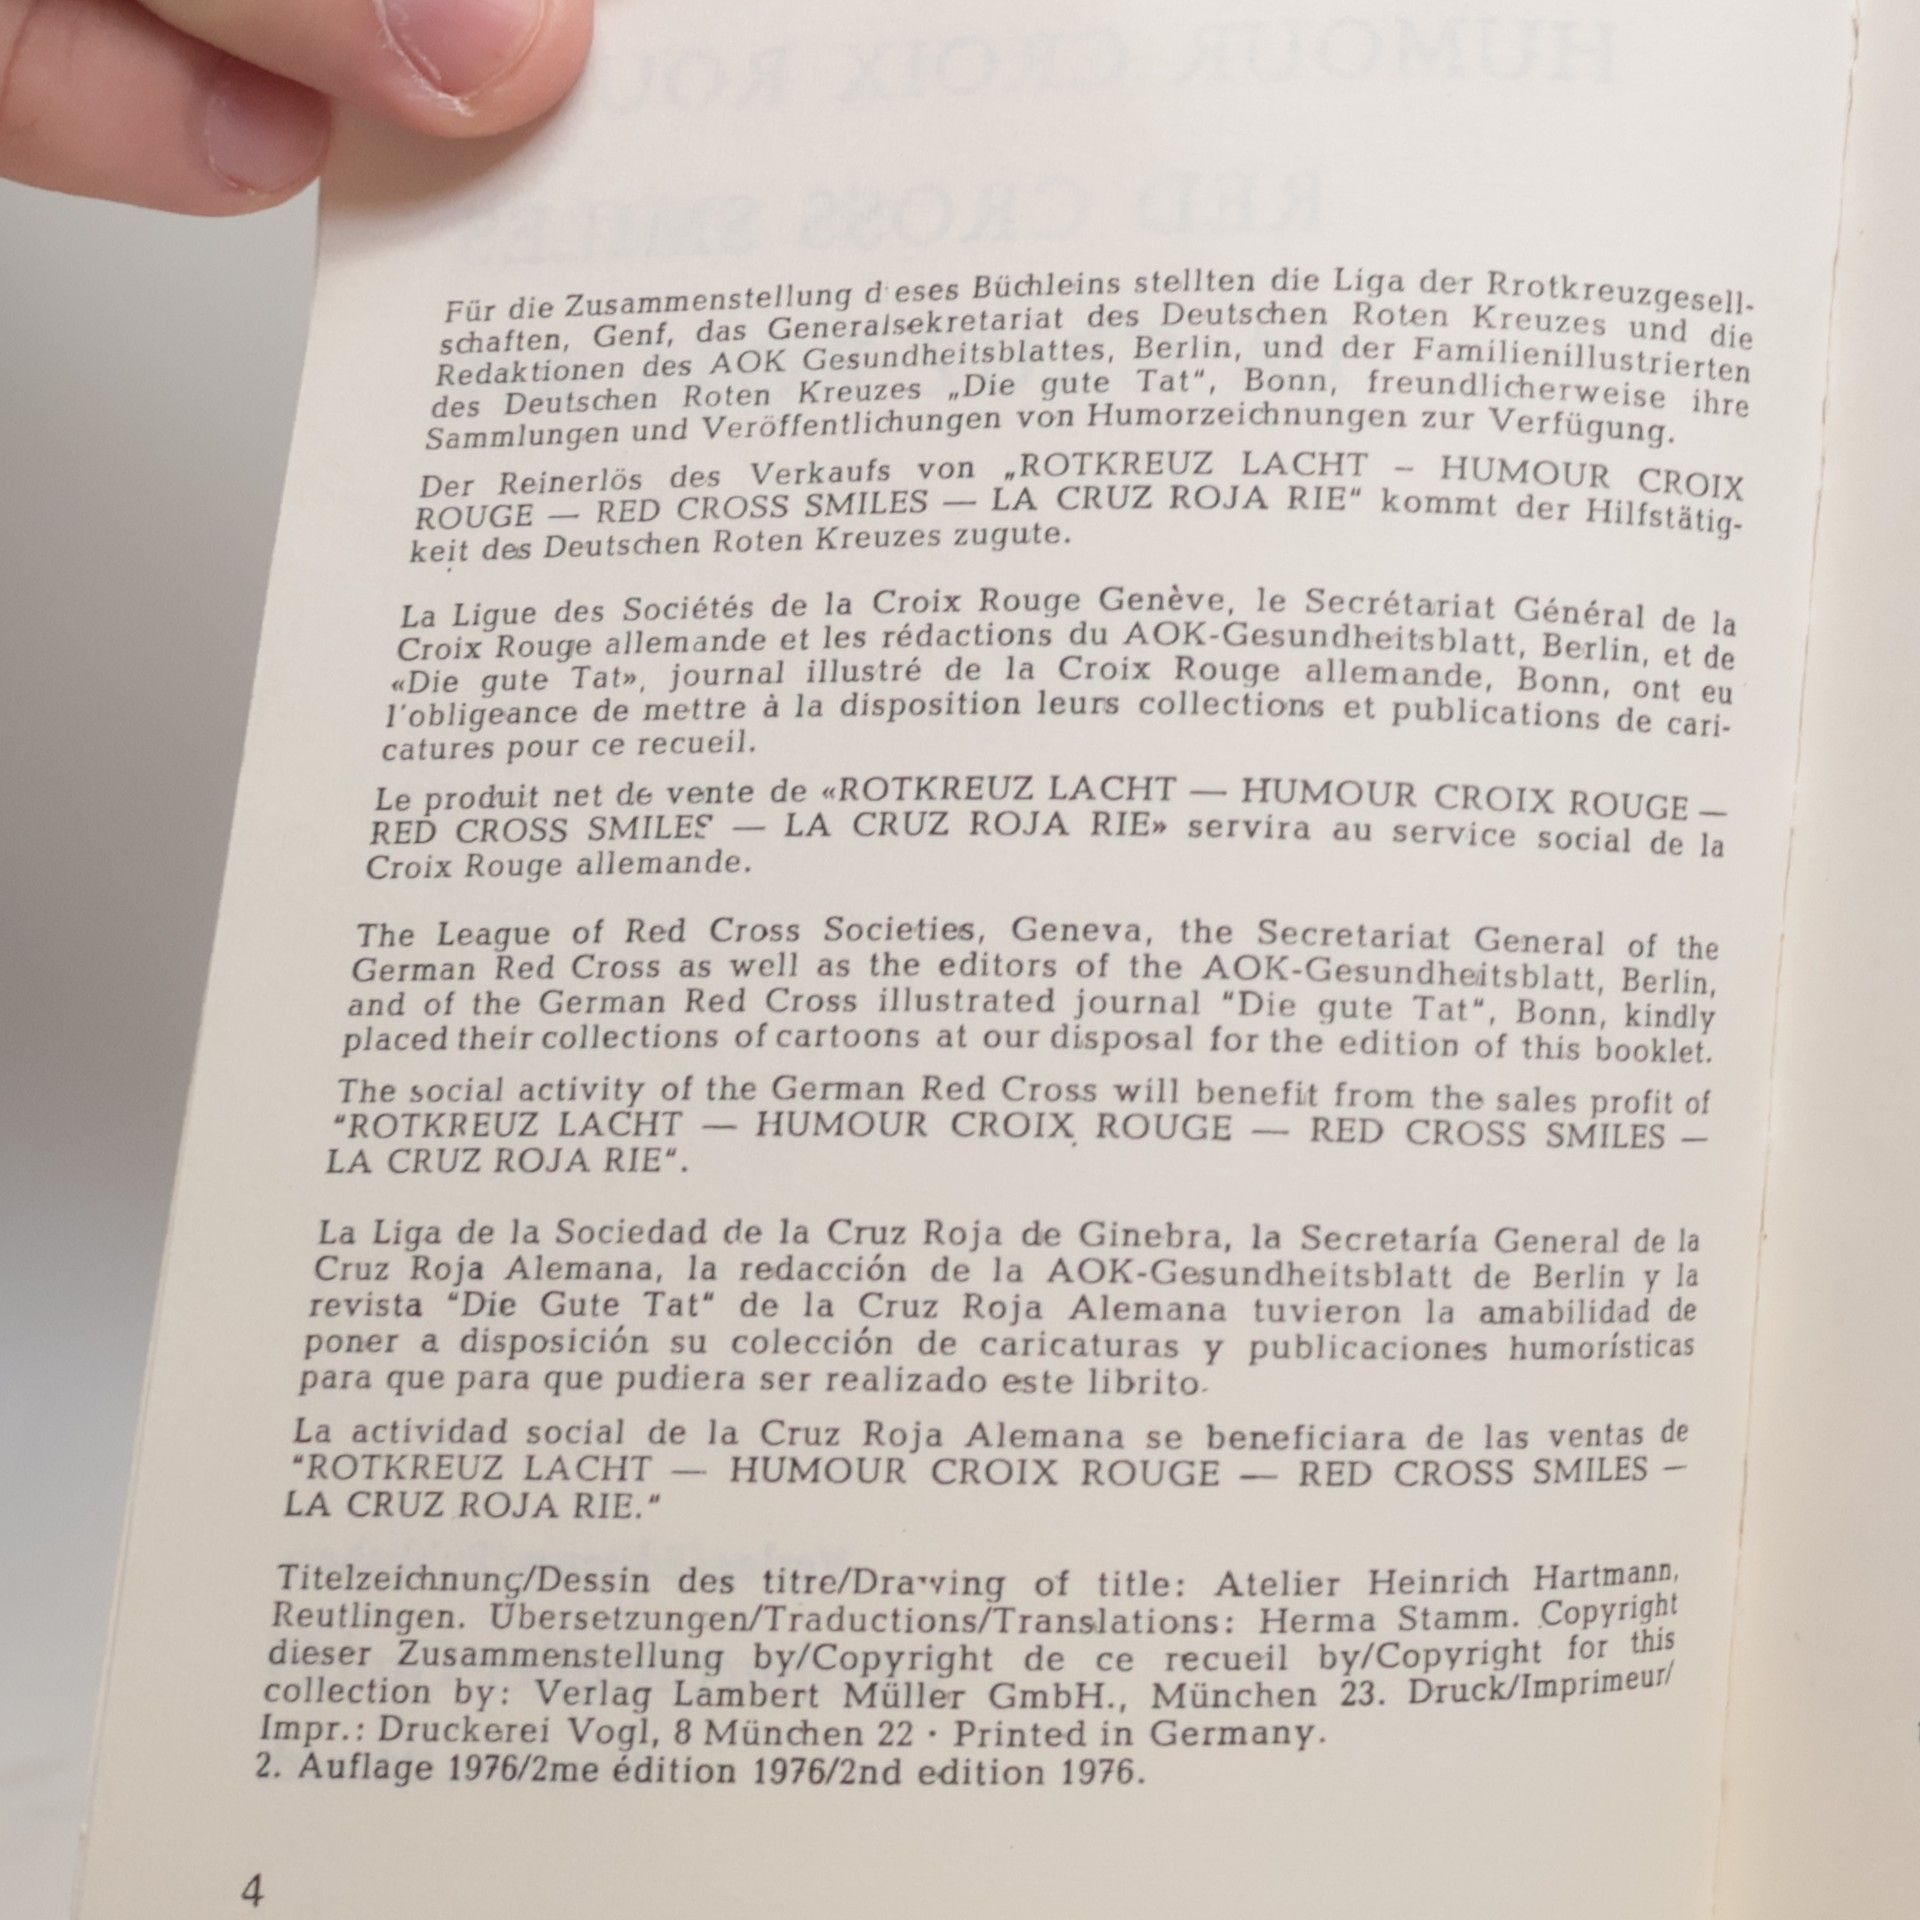 Für die Zusammenstellung dieses Büchleins stellten die Liga der Rrotkreuzgesell-
schaften, Genf, das Generalsekretariat des Deutschen Roten Kreuzes und die
Redaktionen des AOK Gesundheitsblattes, Berlin, und der Familienillustrierten
des Deutschen Roten Kreuzes „Die gute Tat“, Bonn, freundlicherweise ihre
Sammlungen und Veröffentlichungen von Humorzeichnungen zur Verfügung.
Der Reinerlös des Verkaufs von „ROTKREUZ LACHT – HUMOUR CROIX
ROUGE — RED CROSS SMILES — LA CRUZ ROJA RIE“ kommt der Hilfstätig-
keit des Deutschen Roten Kreuzes zugute.
La Ligue des Sociétés de la Croix Rouge Genève, le Secrétariat Général de la
Croix Rouge allemande et les rédactions du AOK-Gesundheitsblatt, Berlin, et de
«Die gute Tat», journal illustré de la Croix Rouge allemande, Bonn, ont eu
l'obligeance de mettre à la disposition leurs collections et publications de cari-
catures pour ce recueil.
Le produit net de vente de «ROTKREUZ LACHT — HUMOUR CROIX ROUGE —
RED CROSS SMILES — LA CRUZ ROJA RIE» servira au service social de la
Croix Rouge allemande.
The League of Red Cross Societies, Geneva, the Secretariat General of the
German Red Cross as well as the editors of the AOK-Gesundheitsblatt, Berlin,
and of the German Red Cross illustrated journal “Die gute Tat“, Bonn, kindly
placed their collections of cartoons at our disposal for the edition of this booklet.
The social activity of the German Red Cross will benefit from the sales profit of
“ROTKREUZ LACHT — HUMOUR CROIX ROUGE — RED CROSS SMILES —
LA CRUZ ROJA RIE“.
La Liga de la Sociedad de la Cruz Roja de Ginebra, la Secretaría General de la
Cruz Roja Alemana, la redacción de la AOK-Gesundheitsblatt de Berlin y la
revista “Die Gute Tat“ de la Cruz Roja Alemana tuvieron la amabilidad de
poner a disposición su colección de caricaturas y publicaciones humorísticas
para que para que pudiera ser realizado este librito.
La actividad social de la Cruz Roja Alemana se beneficiara de las ventas de
“ROTKREUZ LACHT — HUMOUR CROIX ROUGE — RED CROSS SMILES —
LA CRUZ ROJA RIE.“
Titelzeichnung/Dessin des titre/Drawing of title: Atelier Heinrich Hartmann,
Reutlingen. Übersetzungen/Traductions/Translations: Herma Stamm. Copyright
dieser Zusammenstellung by/Copyright de ce recueil by/Copyright for this
collection by: Verlag Lambert Müller GmbH., München 23. Druck/Imprimeur/
Impr.: Druckerei Vogl, 8 München 22 · Printed in Germany.
2. Auflage 1976/2me édition 1976/2nd edition 1976.
4